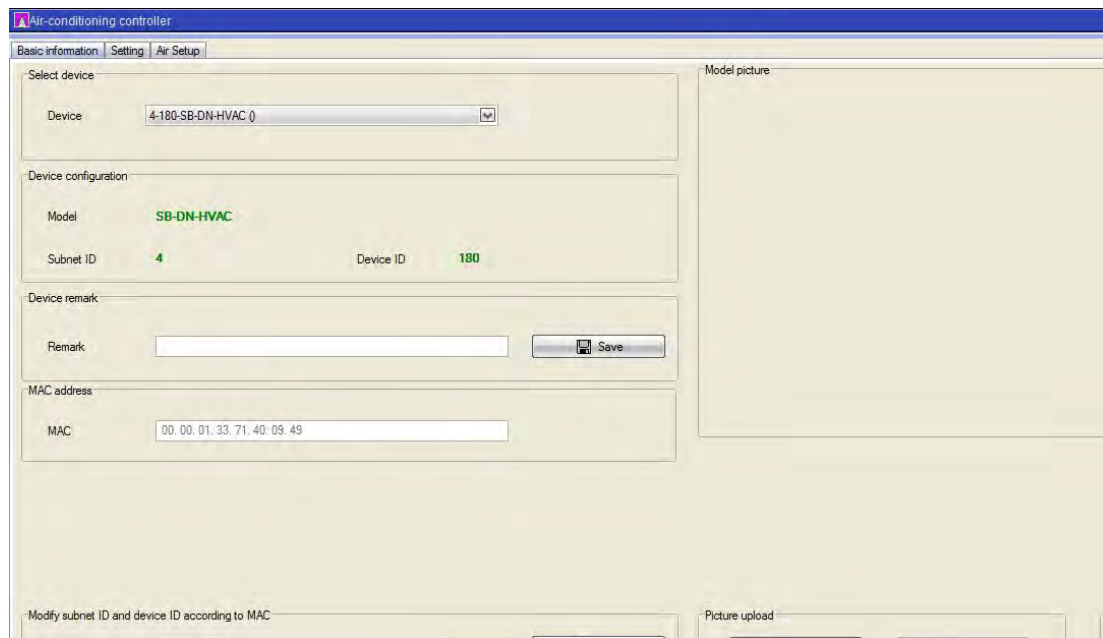 Air-conditioning controller
Basic information Setting Air Setup
Select device
Device 4-180-SB-DN-HVAC ()
Device configuration
Model SB-DN-HVAC
Subnet ID 4 Device ID 180
Device remark
Remark Save
MAC address
MAC 00. 00. 01. 33. 71. 40. 09. 49
Modify subnet ID and device ID according to MAC
Model picture
Picture upload